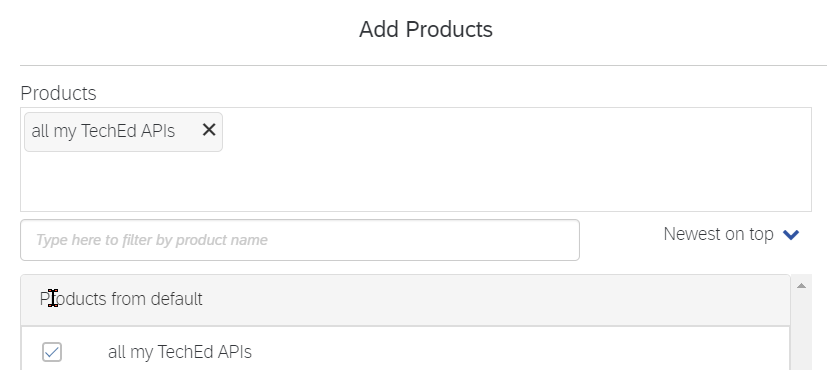 Add Products
Products
all my TechEd APIs
Type here to filter by product name
Newest on top
Products from default
all my TechEd APIs